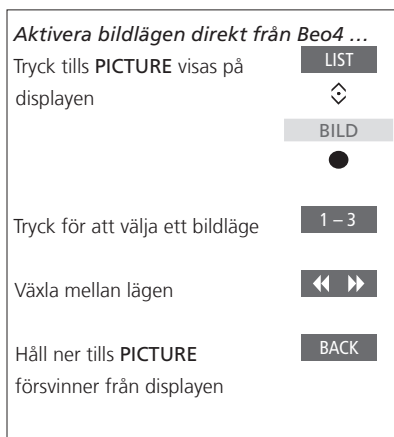 Aktivera bildlägen direkt från Beo4 …
Tryck tills PICTURE visas på LIST
displayen
BILD
Tryck för att välja ett bildläge 1 – 3
Växla mellan lägen
Håll ner tills PICTURE BACK
försvinner från displayen